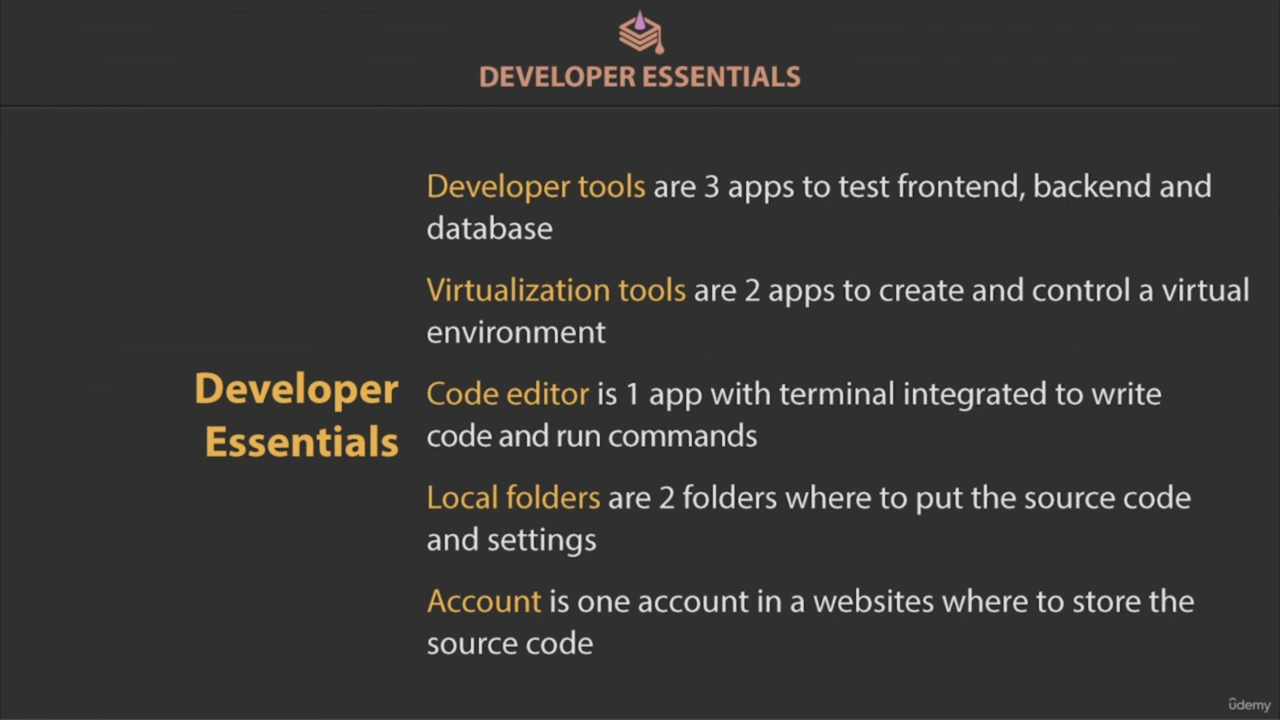 DEVELOPER ESSENTIALS
Developer tools are 3 apps to test frontend, backend and
database
Virtualization tools are 2 apps to create and control a virtual
environment
Developer
Essentials
Code editor is 1 app with terminal integrated to write
code and run commands
Local folders are 2 folders where to put the source code
and settings
Account is one account in a websites where to store the
source code
ûdemy